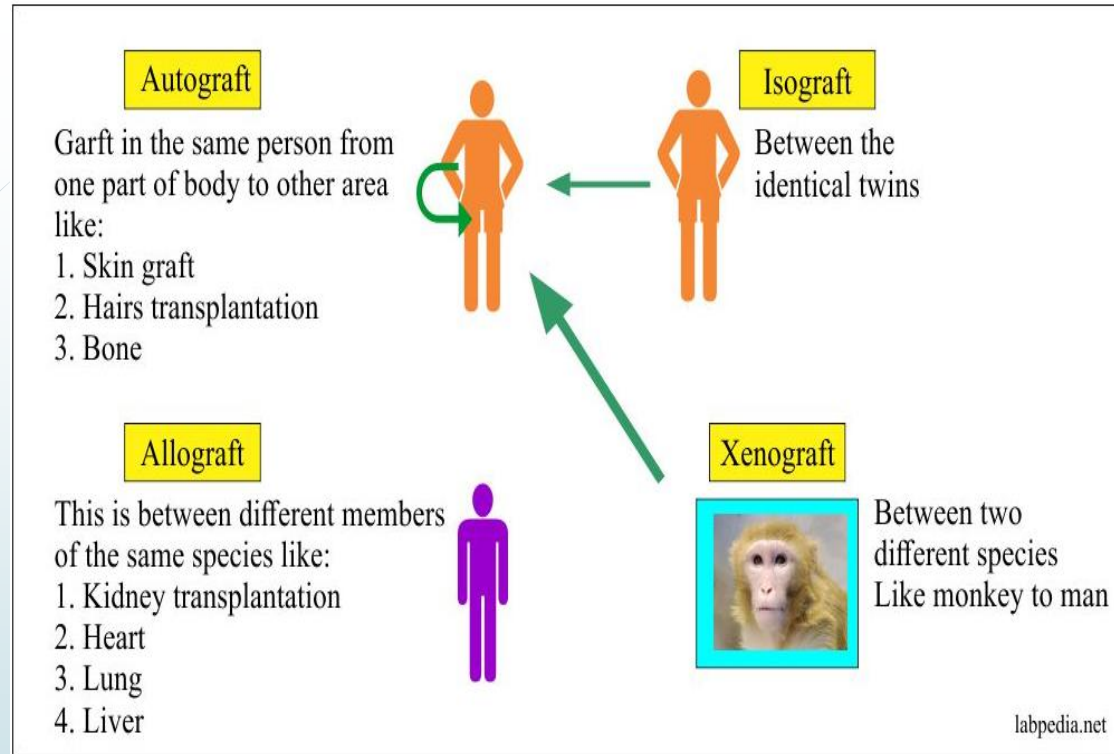 Autograft
Garft in the same person from
one part of body to other area
like:
1. Skin graft
2. Hairs transplantation
3. Bone
Isograft
Between the
identical twins
Allograft
This is between different members
of the same species like:
1. Kidney transplantation
2. Heart
3. Lung
4. Liver
Xenograft
Between two
different species
Like monkey to man
labpedia.net